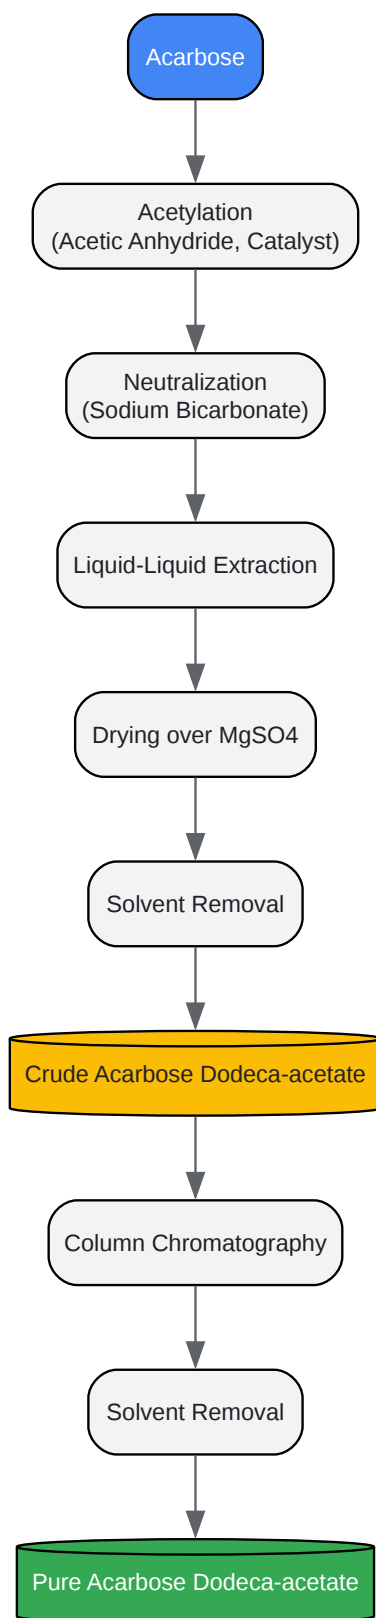 Acarbose
Acetylation
(Acetic Anhydride, Catalyst)
Neutralization
(Sodium Bicarbonate)
Liquid-Liquid Extraction
Drying over MgSO4
Solvent Removal
Crude Acarbose Dodeca-acetate
Column Chromatography
Solvent Removal
Pure Acarbose Dodeca-acetate